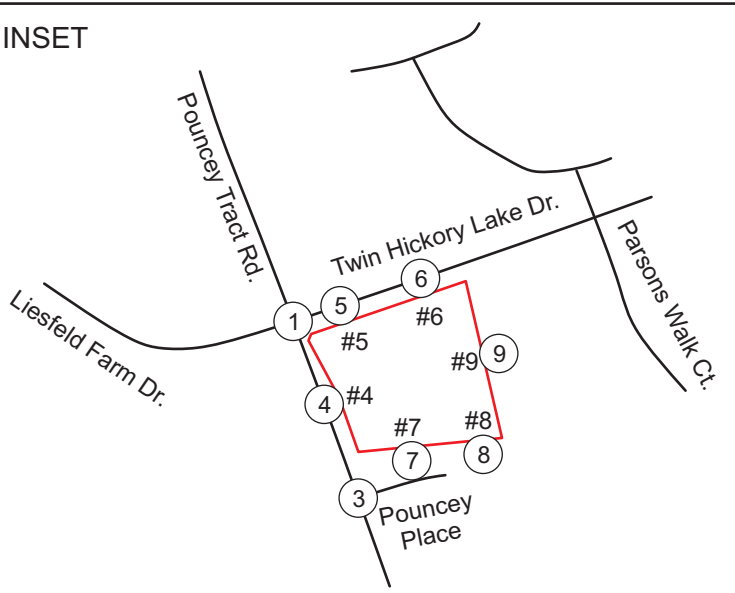 INSET
Pouncey Tract Rd.
Twin Hickory Lake Dr.
Parsons Walk Ct.
Liesfeld Farm Dr.
6
5
1
#6
#5
9
#9
4
#4
#8
#7
8
7
3
Pouncey
Place